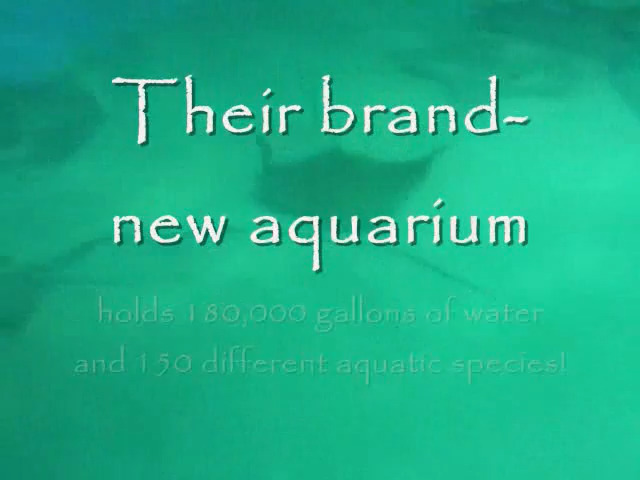 Their brand-
new aquarium
holds 180,000 gallons of water
and 150 different aquatic species!